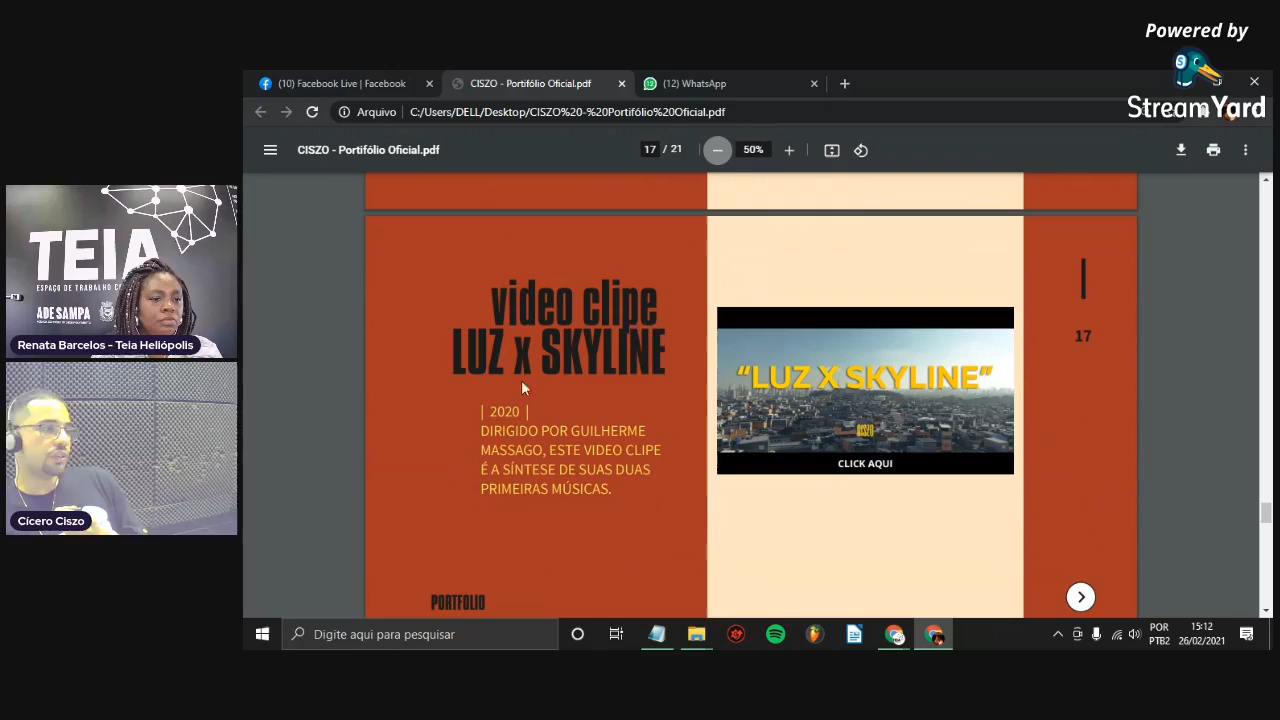 Powered by
StreamYard
(10) Facebook Live | Facebook
CISZO - Portifólio Oficial.pdf
(12) WhatsApp
Arquivo
C:/Users/DELL/Desktop/CISZO%20-%20Portifólio%20Oficial.pdf
CISZO - Portifólio Oficial.pdf
17 / 21
50%
TEIA
ADE SAMPA
Renata Barcelos - Teia Heliópolis
Cícero Ciszo
video clipe
LUZ x SKYLINE
| 2020 |
DIRIGIDO POR GUILHERME
MASSAGO, ESTE VIDEO CLIPE
É A SÍNTESE DE SUAS DUAS
PRIMEIRAS MÚSICAS.
PORTFOLIO
“LUZ X SKYLINE”
CISZO
CLICK AQUI
17
Digite aqui para pesquisar
POR
PTB2
15:12
26/02/2021